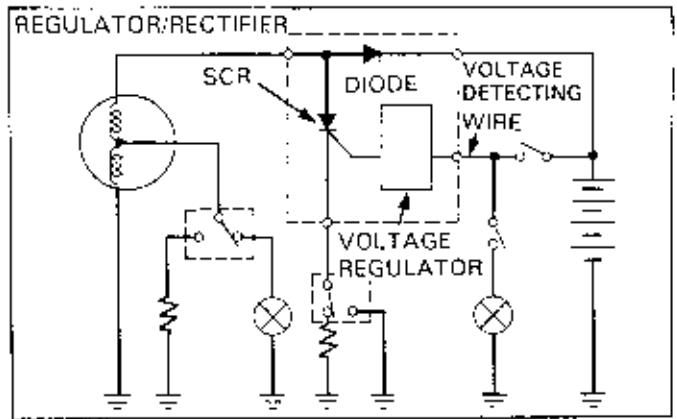 REGULATOR/RECTIFIER
SCR
DIODE
VOLTAGE
DETECTING
WIRE
VOLTAGE
REGULATOR